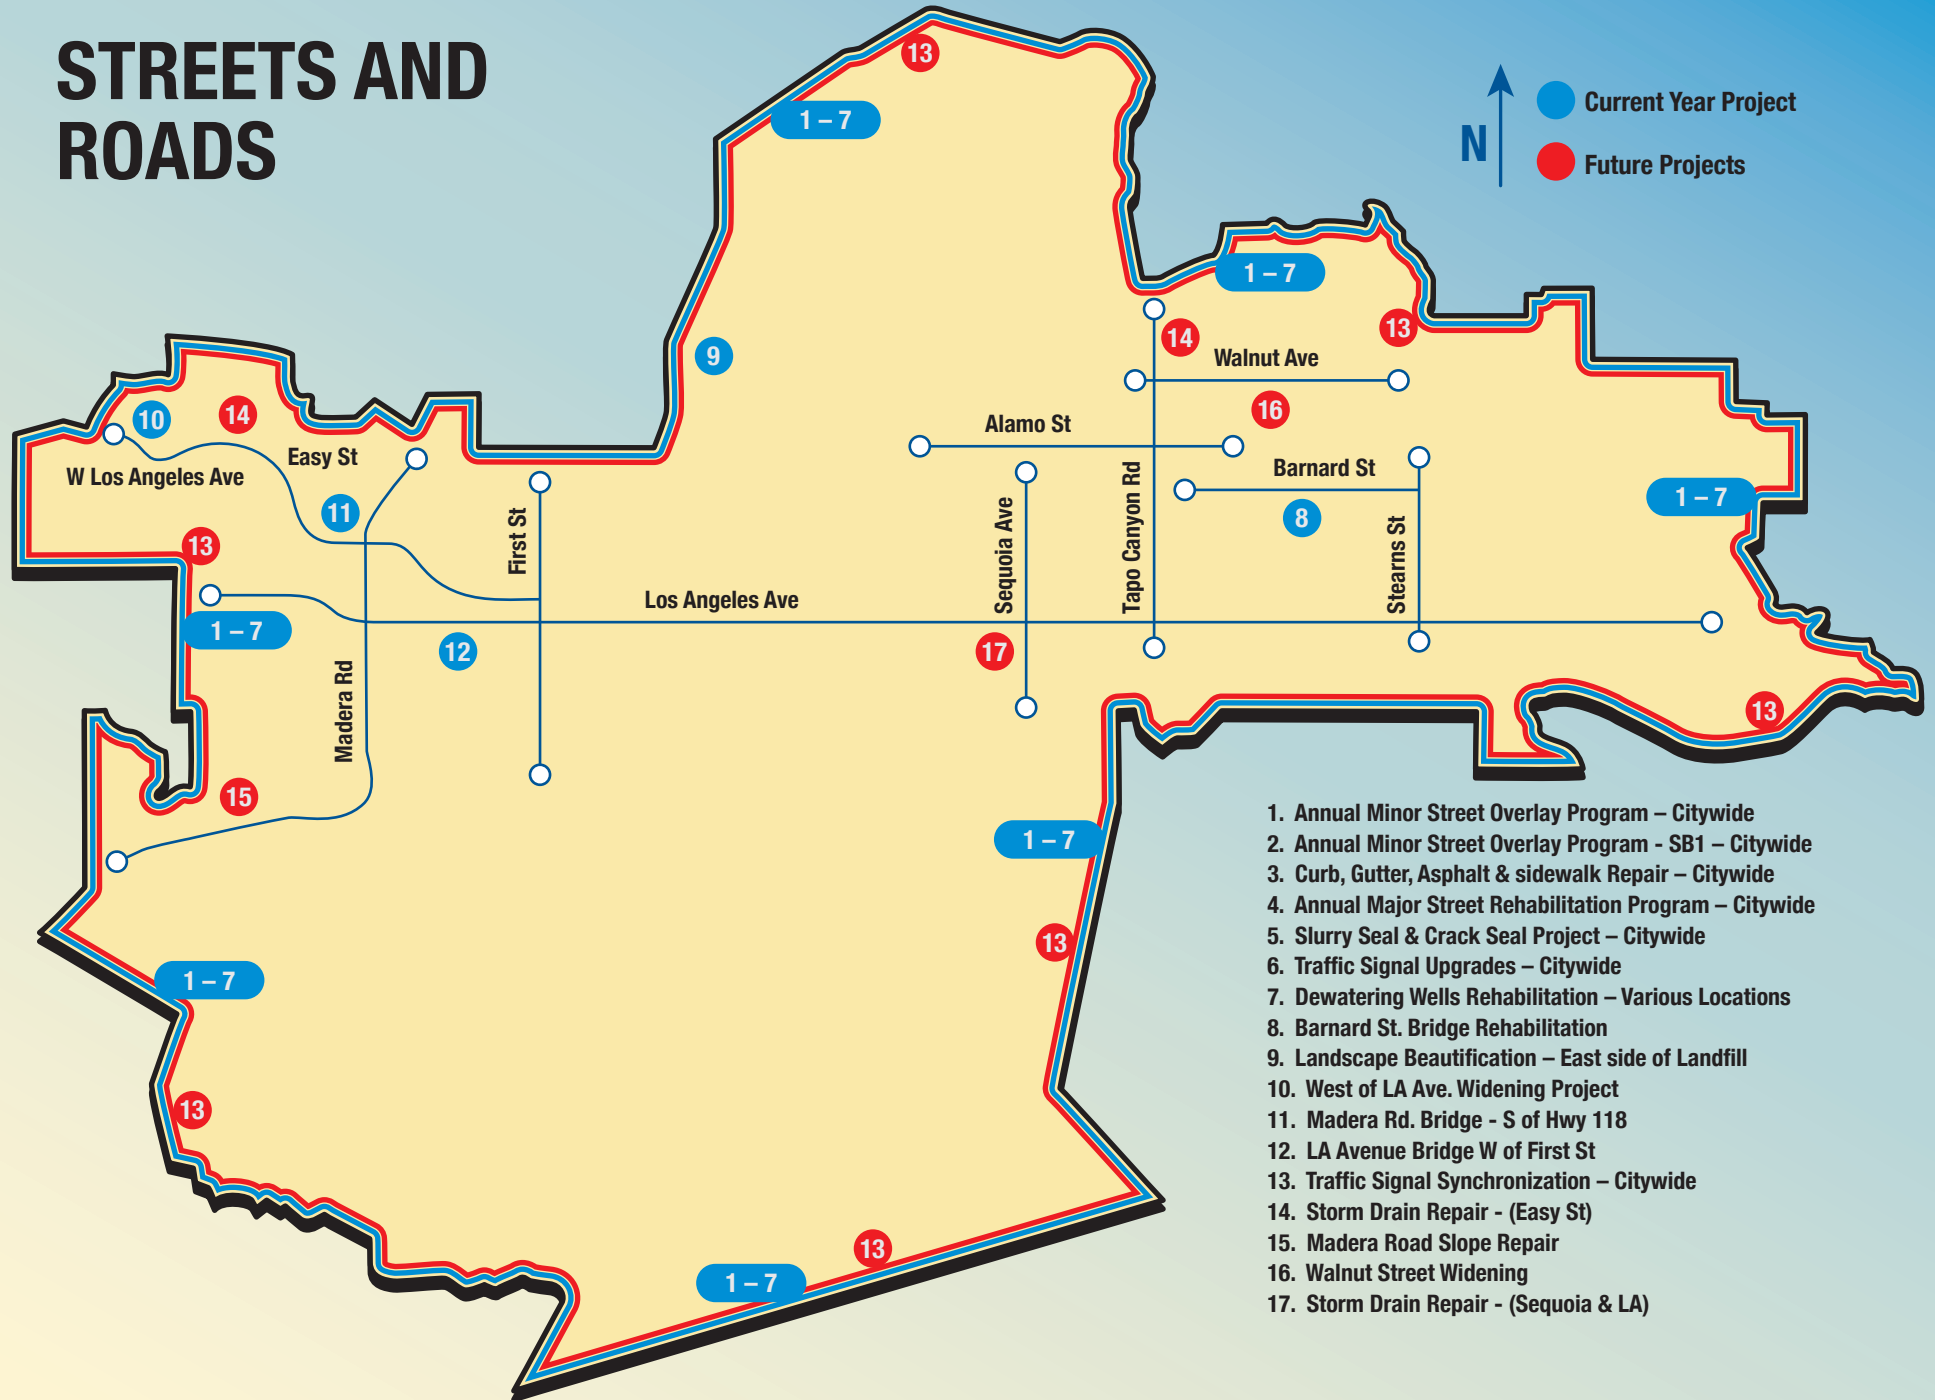 STREETS AND
ROADS
N
Current Year Project
Future Projects
13
1 – 7
1 – 7
13
14
9
Walnut Ave
16
10
14
Alamo St
Easy St
W Los Angeles Ave
Barnard St
1 – 7
11
8
First St
Sequoia Ave
Tapo Canyon Rd
Stearns St
13
Los Angeles Ave
1 – 7
12
17
Madera Rd
13
15
1 – 7
13
1 – 7
13
13
1 – 7
1. Annual Minor Street Overlay Program – Citywide
2. Annual Minor Street Overlay Program - SB1 – Citywide
3. Curb, Gutter, Asphalt & sidewalk Repair – Citywide
4. Annual Major Street Rehabilitation Program – Citywide
5. Slurry Seal & Crack Seal Project – Citywide
6. Traffic Signal Upgrades – Citywide
7. Dewatering Wells Rehabilitation – Various Locations
8. Barnard St. Bridge Rehabilitation
9. Landscape Beautification – East side of Landfill
10. West of LA Ave. Widening Project
11. Madera Rd. Bridge - S of Hwy 118
12. LA Avenue Bridge W of First St
13. Traffic Signal Synchronization – Citywide
14. Storm Drain Repair - (Easy St)
15. Madera Road Slope Repair
16. Walnut Street Widening
17. Storm Drain Repair - (Sequoia & LA)